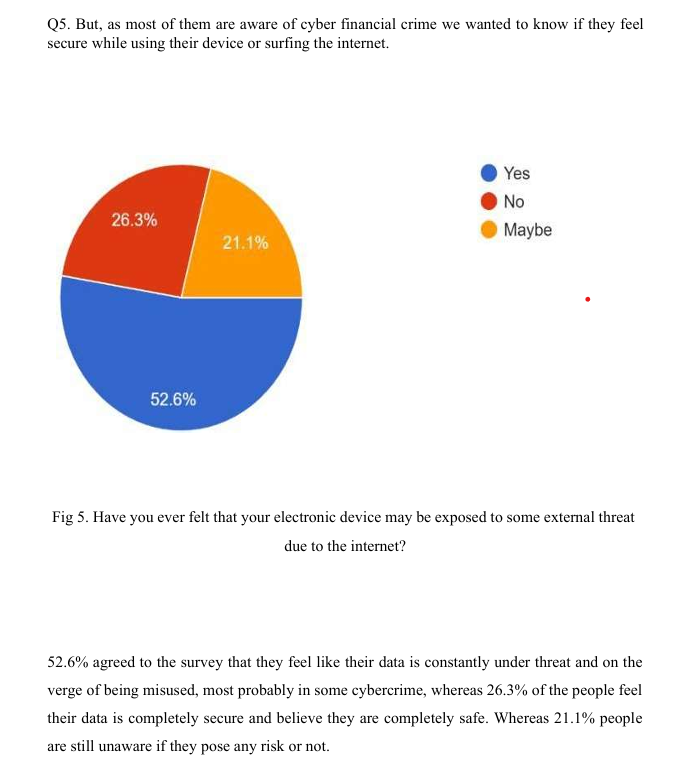 Q5. But, as most of them are aware of cyber financial crime we wanted to know if they feel
secure while using their device or surfing the internet.
26.3%
21.1%
52.6%
Yes
No
Maybe
Fig 5. Have you ever felt that your electronic device may be exposed to some external threat
due to the internet?
52.6% agreed to the survey that they feel like their data is constantly under threat and on the
verge of being misused, most probably in some cybercrime, whereas 26.3% of the people feel
their data is completely secure and believe they are completely safe. Whereas 21.1% people
are still unaware if they pose any risk or not.